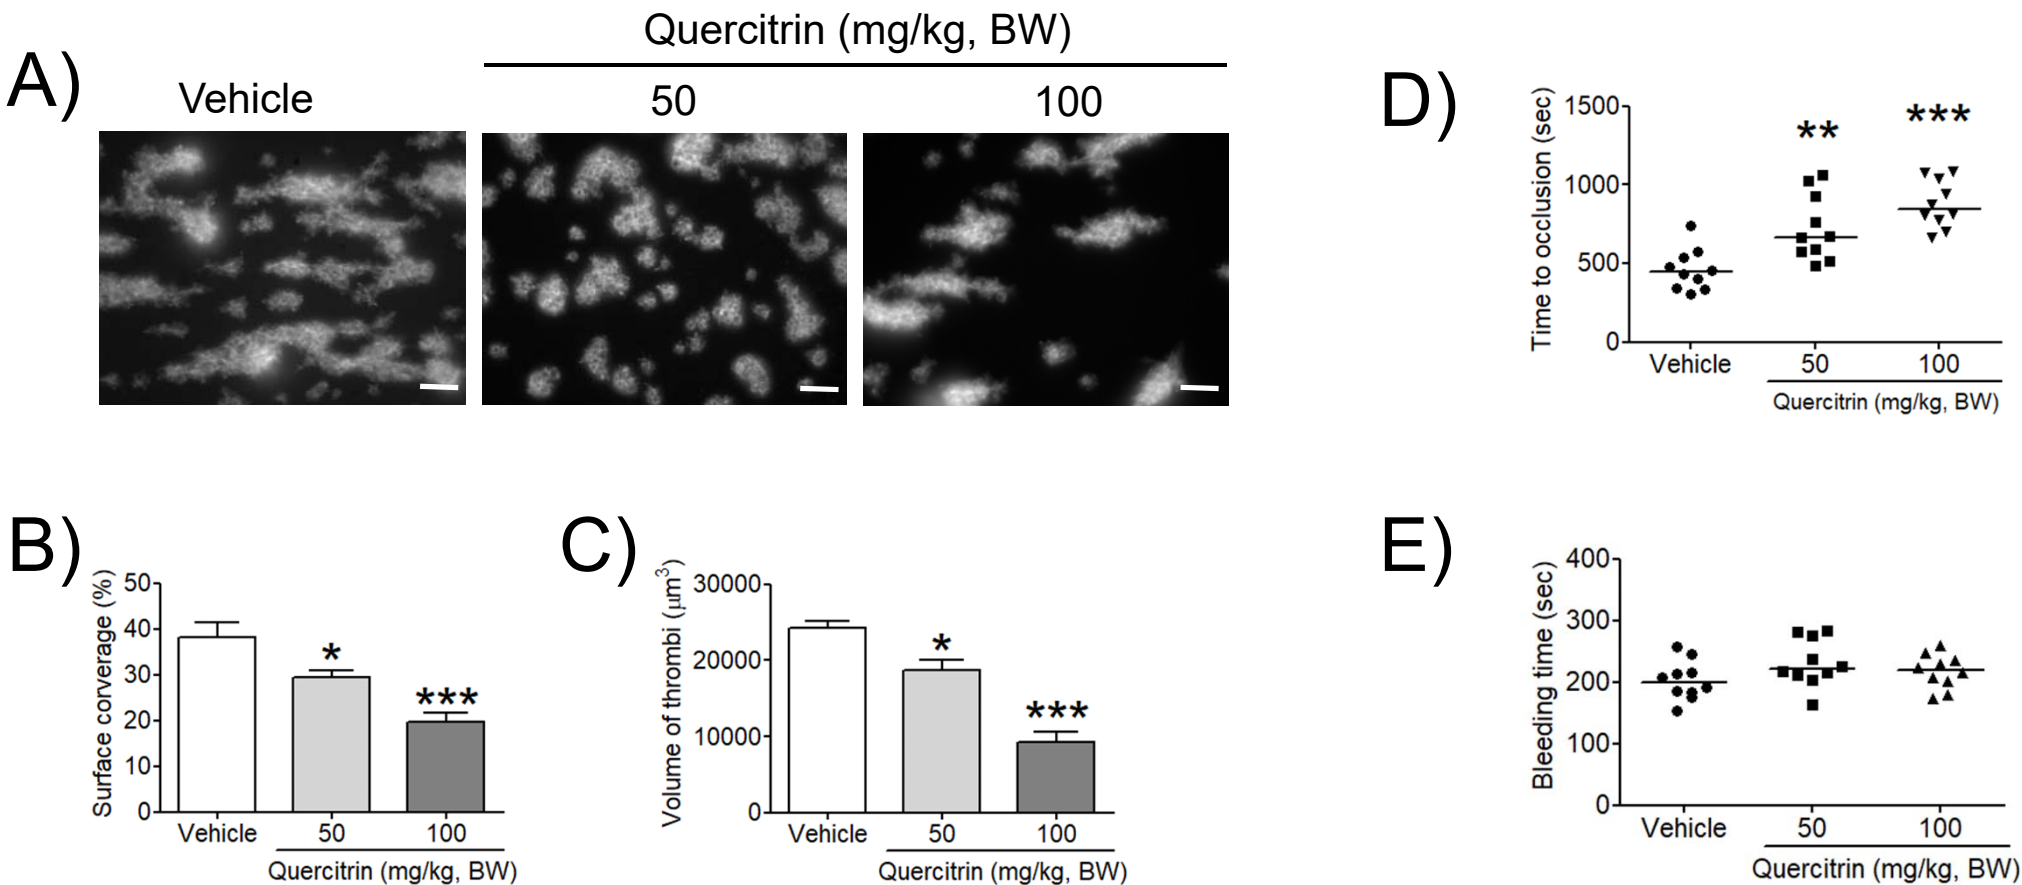 A)
Quercitrin (mg/kg, BW)
Vehicle
50
100
B)
Surface corverage (%)
50
40
30
20
10
0
*
***
Vehicle
50
100
Quercitrin (mg/kg, BW)
C)
Volume of thrombi (μm³)
30000
20000
10000
0
*
***
Vehicle
50
100
Quercitrin (mg/kg, BW)
D)
Time to occlusion (sec)
1500
1000
500
0
**
***
Vehicle
50
100
Quercitrin (mg/kg, BW)
E)
Bleeding time (sec)
400
300
200
100
0
Vehicle
50
100
Quercitrin (mg/kg, BW)